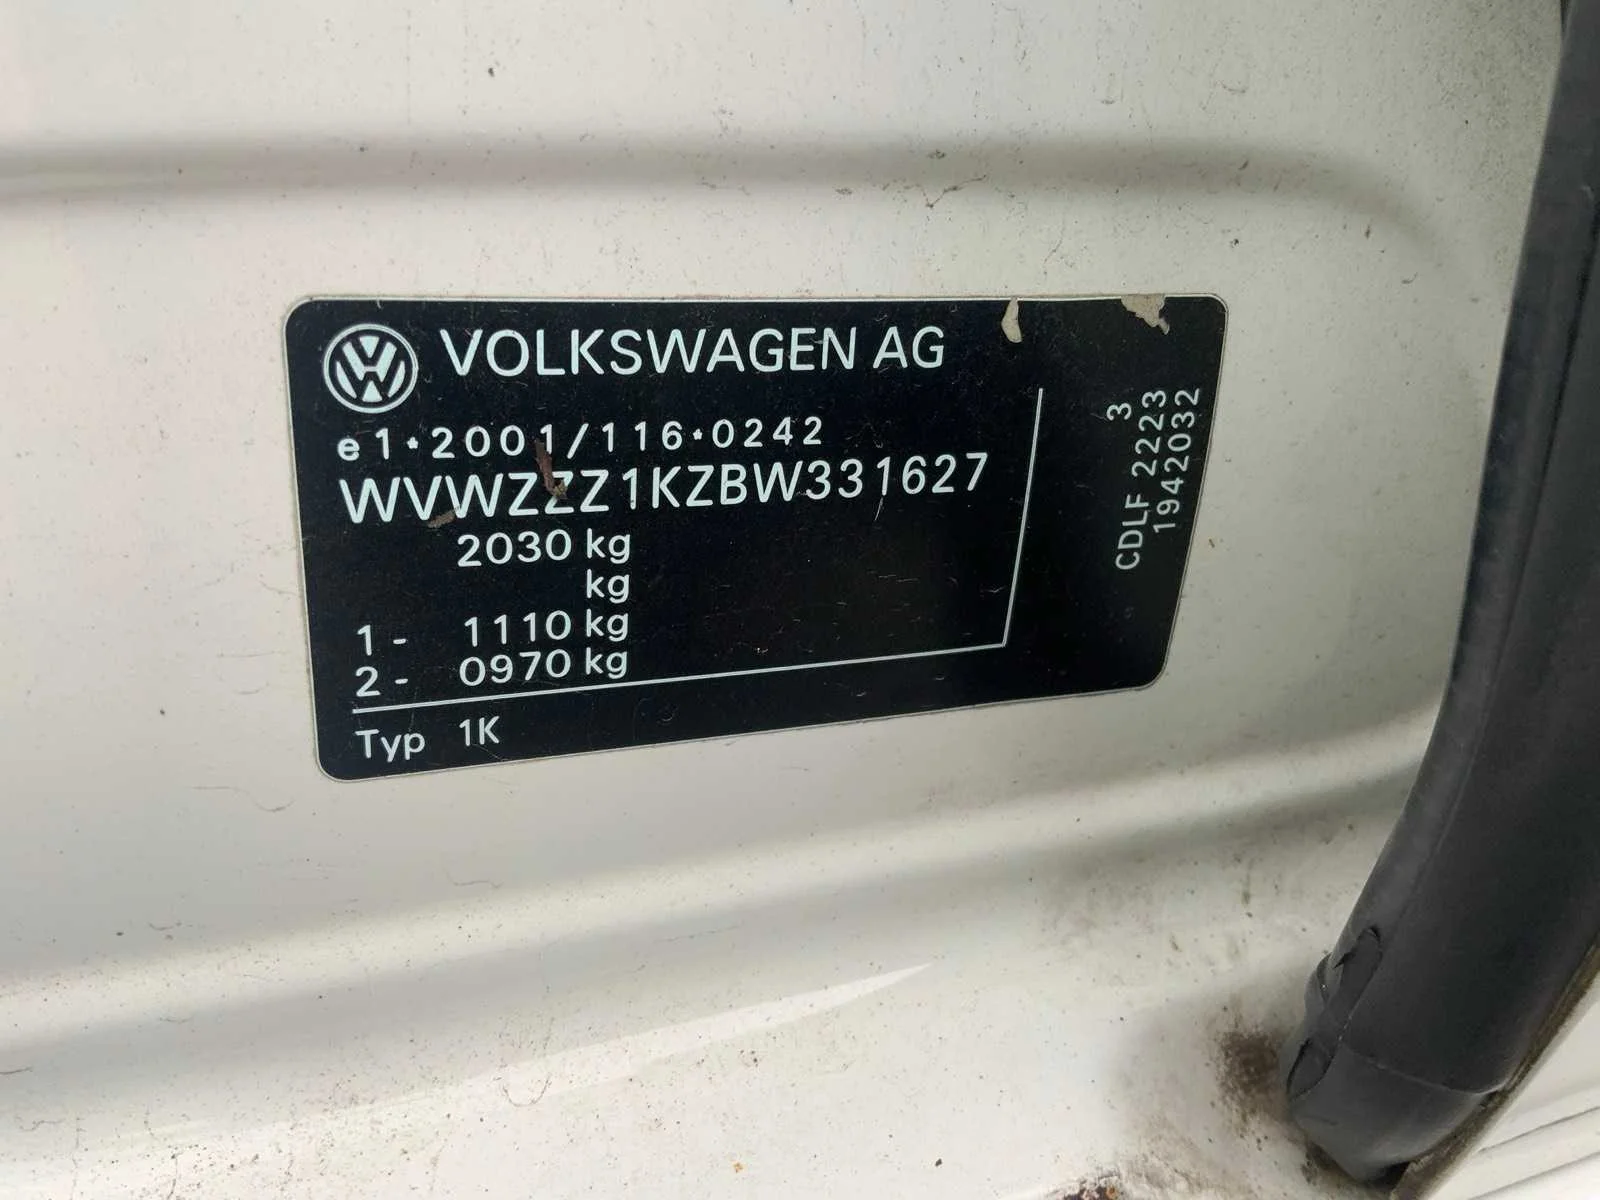 VOLKSWAGEN AG
e1*2001/116*0242
WVWZZZ1KZBW331627
2030 kg
kg
1- 1110 kg
2- 0970 kg
Typ 1K
3
CDLF 2223
1942032